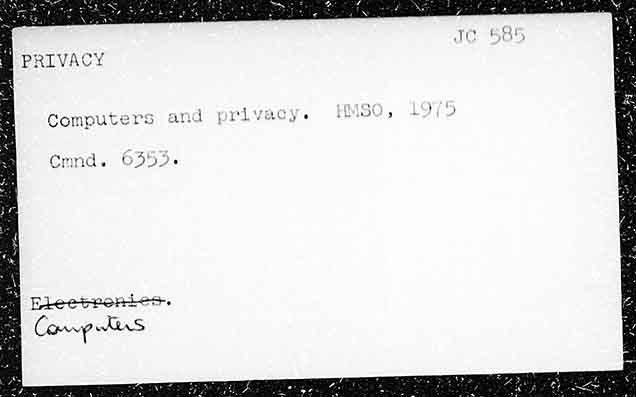 JC 585
PRIVACY
Computers and privacy. HMSO, 1975
Cmnd. 6353.
Electronics.
Computers